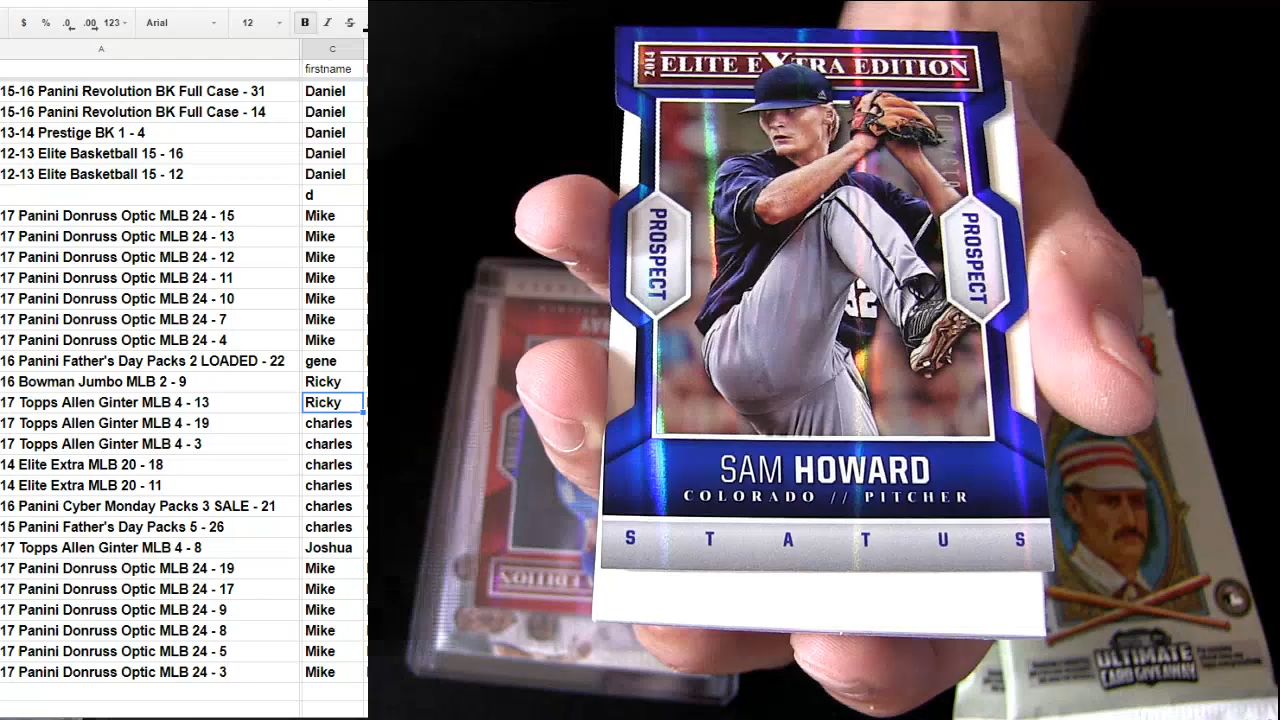 $ % .0 .00 123 Arial 12 B I S
A C
firstname
15-16 Panini Revolution BK Full Case - 31 Daniel
15-16 Panini Revolution BK Full Case - 14 Daniel
13-14 Prestige BK 1 - 4 Daniel
12-13 Elite Basketball 15 - 16 Daniel
12-13 Elite Basketball 15 - 12 Daniel
d
17 Panini Donruss Optic MLB 24 - 15 Mike
17 Panini Donruss Optic MLB 24 - 13 Mike
17 Panini Donruss Optic MLB 24 - 12 Mike
17 Panini Donruss Optic MLB 24 - 11 Mike
17 Panini Donruss Optic MLB 24 - 10 Mike
17 Panini Donruss Optic MLB 24 - 7 Mike
17 Panini Donruss Optic MLB 24 - 4 Mike
16 Panini Father's Day Packs 2 LOADED - 22 gene
16 Bowman Jumbo MLB 2 - 9 Ricky
17 Topps Allen Ginter MLB 4 - 13 Ricky
17 Topps Allen Ginter MLB 4 - 19 charles
17 Topps Allen Ginter MLB 4 - 3 charles
14 Elite Extra MLB 20 - 18 charles
14 Elite Extra MLB 20 - 11 charles
16 Panini Cyber Monday Packs 3 SALE - 21 charles
15 Panini Father's Day Packs 5 - 26 charles
17 Topps Allen Ginter MLB 4 - 8 Joshua
17 Panini Donruss Optic MLB 24 - 19 Mike
17 Panini Donruss Optic MLB 24 - 17 Mike
17 Panini Donruss Optic MLB 24 - 9 Mike
17 Panini Donruss Optic MLB 24 - 8 Mike
17 Panini Donruss Optic MLB 24 - 5 Mike
17 Panini Donruss Optic MLB 24 - 3 Mike
2014 ELITE EXTRA EDITION
PROSPECT
PROSPECT
SAM HOWARD
COLORADO // PITCHER
STATUS
ULTIMATE
CARD GIVEAWAY